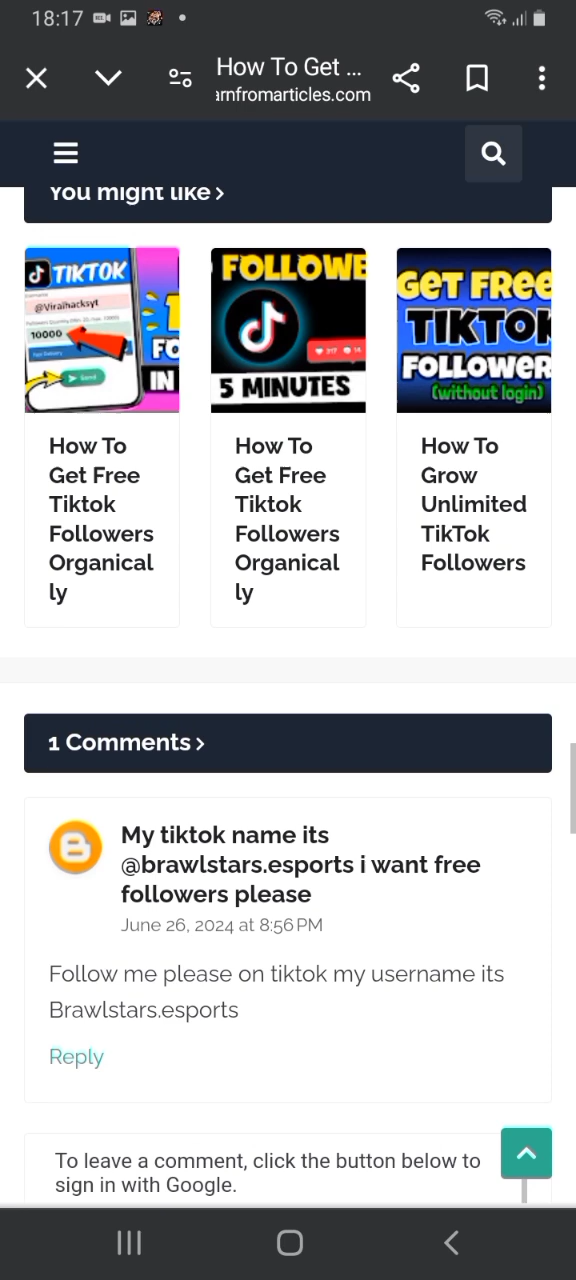 18:17
How To Get ...
arnfromarticles.com
You might like
TIKTOK
@Viralhacksyt
10000
Send
FO
IN
FOLLOWE
5 MINUTES
GET FREE
TIKTOK
FOLLOWER
(without login)
How To
Get Free
Tiktok
Followers
Organical
ly
How To
Get Free
Tiktok
Followers
Organical
ly
How To
Grow
Unlimited
TikTok
Followers
1 Comments
My tiktok name its
@brawlstars.esports i want free
followers please
June 26, 2024 at 8:56 PM
Follow me please on tiktok my username its
Brawlstars.esports
Reply
To leave a comment, click the button below to
sign in with Google.